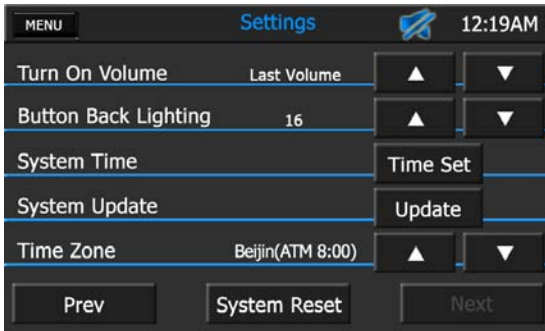 MENU Settings 12:19AM
Turn On Volume Last Volume
Button Back Lighting 16
System Time Time Set
System Update Update
Time Zone Beijin(ATM 8:00)
Prev System Reset Next